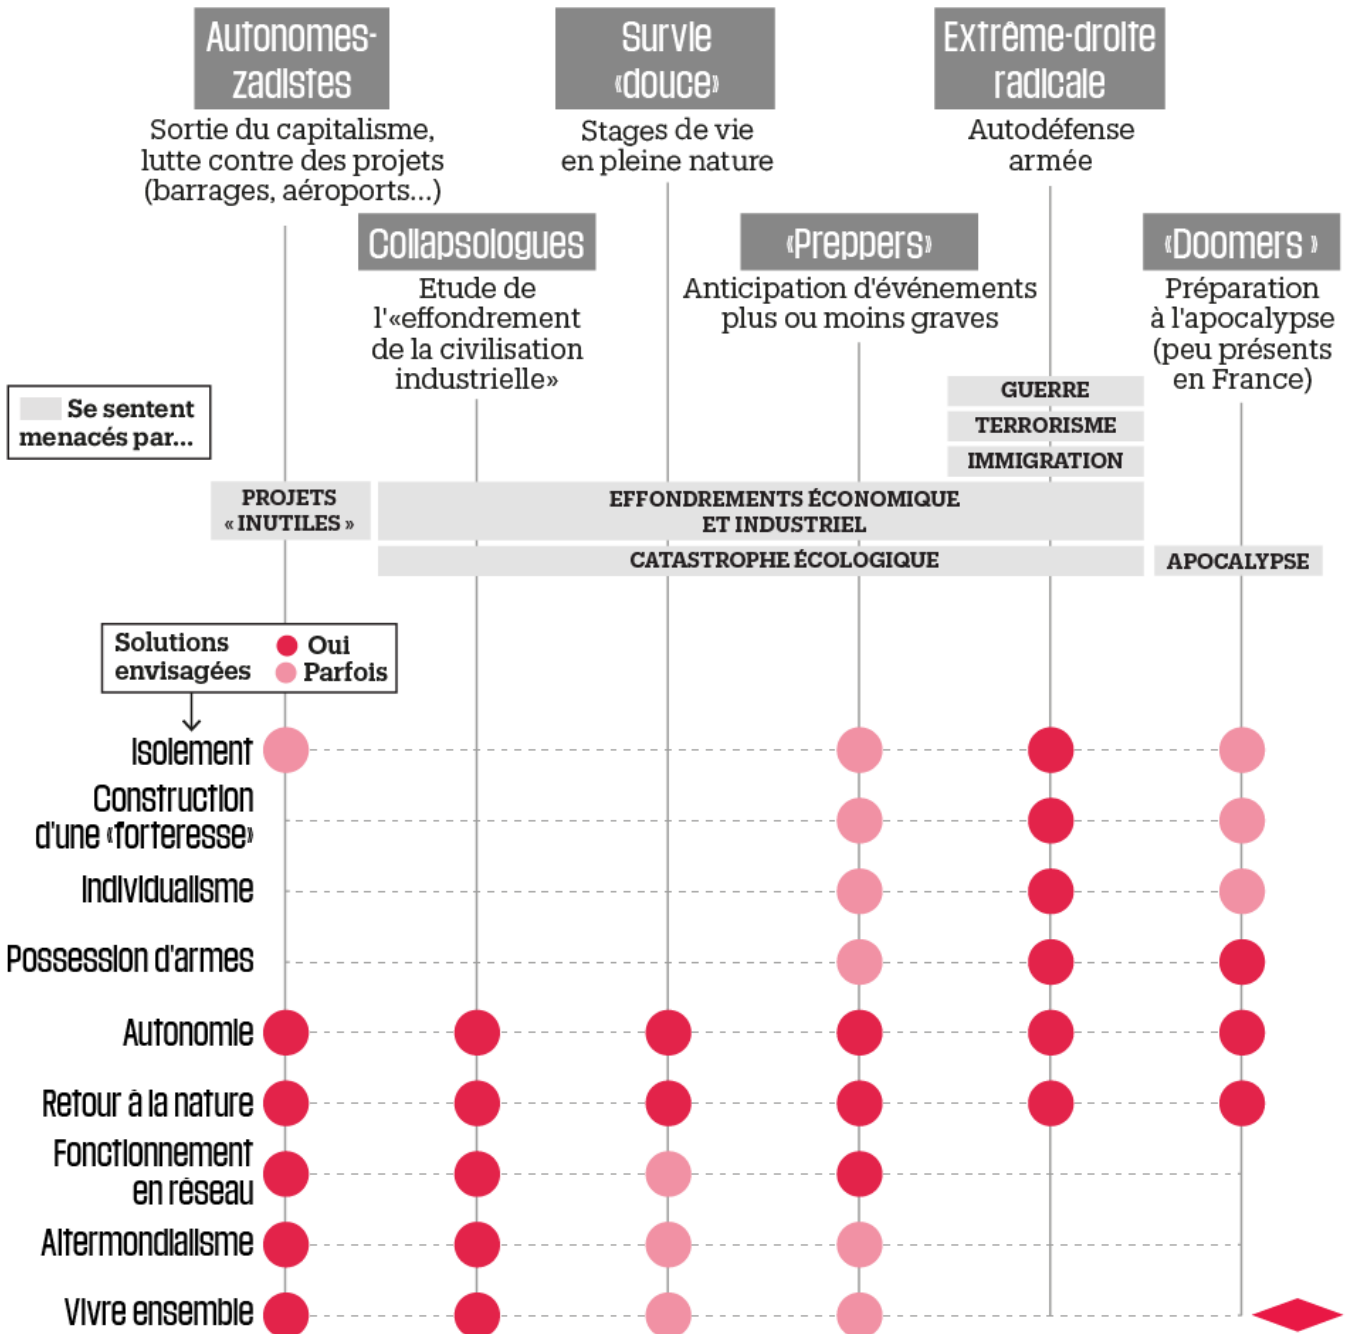 Autonomes-
zadistes
Sortie du capitalisme,
lutte contre des projets
(barrages, aéroports...)
Survie
«douce»
Stages de vie
en pleine nature
Extrême-droite
radicale
Autodéfense
armée
Collapsologues
Etude de
l'«effondrement
de la civilisation
industrielle»
«Preppers»
Anticipation d'événements
plus ou moins graves
«Doomers »
Préparation
à l'apocalypse
(peu présents
en France)
Se sentent
menacés par...
GUERRE
TERRORISME
IMMIGRATION
PROJETS
« INUTILES »
EFFONDREMENTS ÉCONOMIQUE
ET INDUSTRIEL
CATASTROPHE ÉCOLOGIQUE
APOCALYPSE
Solutions
envisagées
Oui
Parfois
Isolement
Construction
d'une «forteresse»
Individualisme
Possession d'armes
Autonomie
Retour à la nature
Fonctionnement
en réseau
Altermondialisme
Vivre ensemble